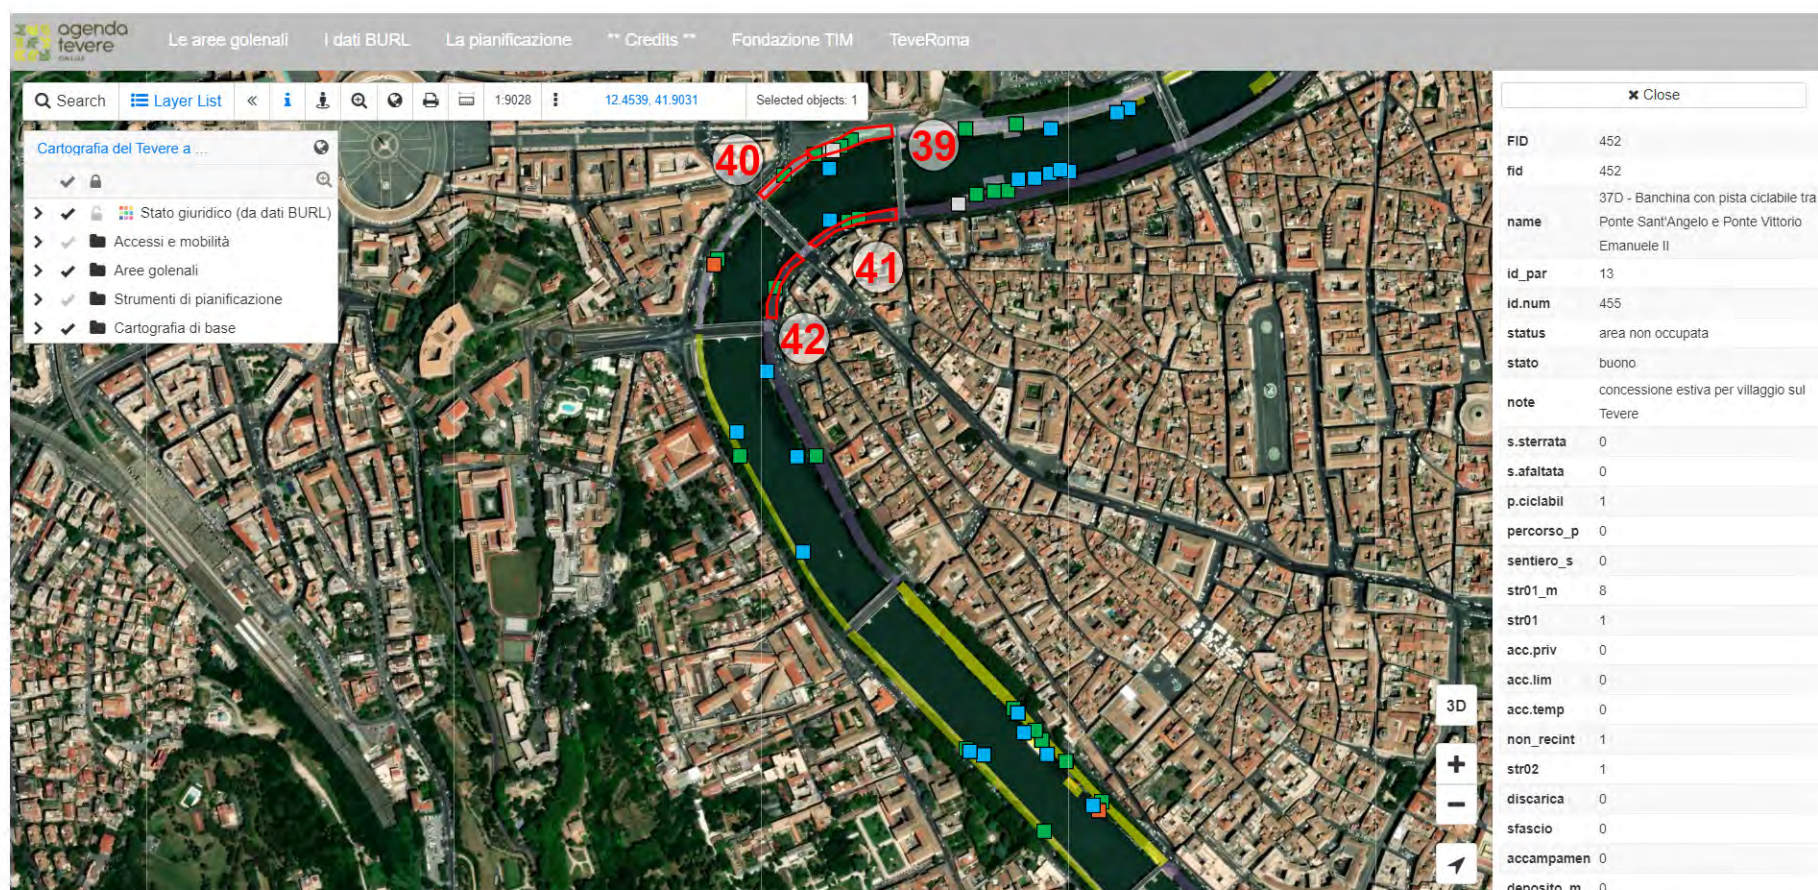 agenda
tevere
Le aree golenali
I dati BURL
La pianificazione
** Credits **
Fondazione TIM
TeveRoma
Search
Layer List
«
i
1:9028
12.4539, 41.9031
Selected objects: 1
Cartografia del Tevere a ...
Stato giuridico (da dati BURL)
Accessi e mobilità
Aree golenali
Strumenti di pianificazione
Cartografia di base
39
40
41
42
3D
Close
FID 452
fid 452
name 37D - Banchina con pista ciclabile tra
Ponte Sant'Angelo e Ponte Vittorio
Emanuele II
id_par 13
id.num 455
status area non occupata
stato buono
note concessione estiva per villaggio sul
Tevere
s.sterrata 0
s.afaltata 0
p.ciclabil 1
percorso_p 0
sentiero_s 0
str01_m 8
str01 1
acc.priv 0
acc.lim 0
acc.temp 0
non_recint 1
str02 1
discarica 0
sfascio 0
accampamen 0
deposito_m 0